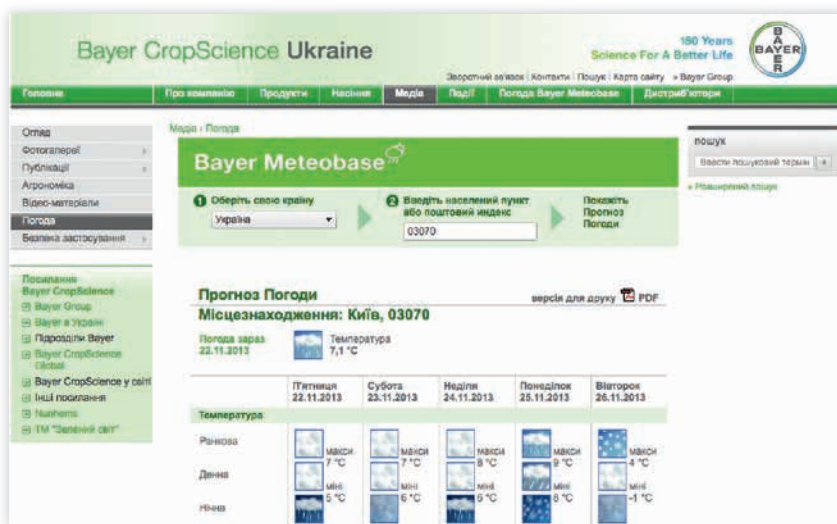 Bayer CropScience Ukraine
150 Years
Science For A Better Life
BAYER
BAYER
Зворотний зв'язок | Контакти | Пошук | Карта сайту » Bayer Group
Головна Про компанію Продукти Насіння Медіа Події Погода Bayer Meteobase Дистриб'ютори
Огляд
Фотогалереї
Публікації
Агрономіка
Відео-матеріали
Погода
Безпека застосування
Посилання
Bayer CropScience
Bayer Group
Bayer в Україні
Підрозділи Bayer
Bayer CropScience
Global
Bayer CropScience у світі
Інші посилання
Nunhems
ТМ "Зелений світ"
Медіа › Погода
Bayer Meteobase
1 Оберіть свою країну
Україна
2 Введіть населений пункт
або поштовий индекс
03070
Покажіть
Прогноз
Погоди
Прогноз Погоди
версія для друку PDF
Місцезнаходження: Київ, 03070
Погода зараз
22.11.2013
Температура
7,1 °C
П'ятниця Субота Неділя Понеділок Вівторок
22.11.2013 23.11.2013 24.11.2013 25.11.2013 26.11.2013
Температура
Ранкова
макси макси макси макси макси
7 °C 7 °C 8 °C 9 °C 4 °C
Денна
міні міні міні міні міні
5 °C 6 °C 6 °C 6 °C -1 °C
Нічна
пошук
Ввести пошуковий термін
» Розширений пошук